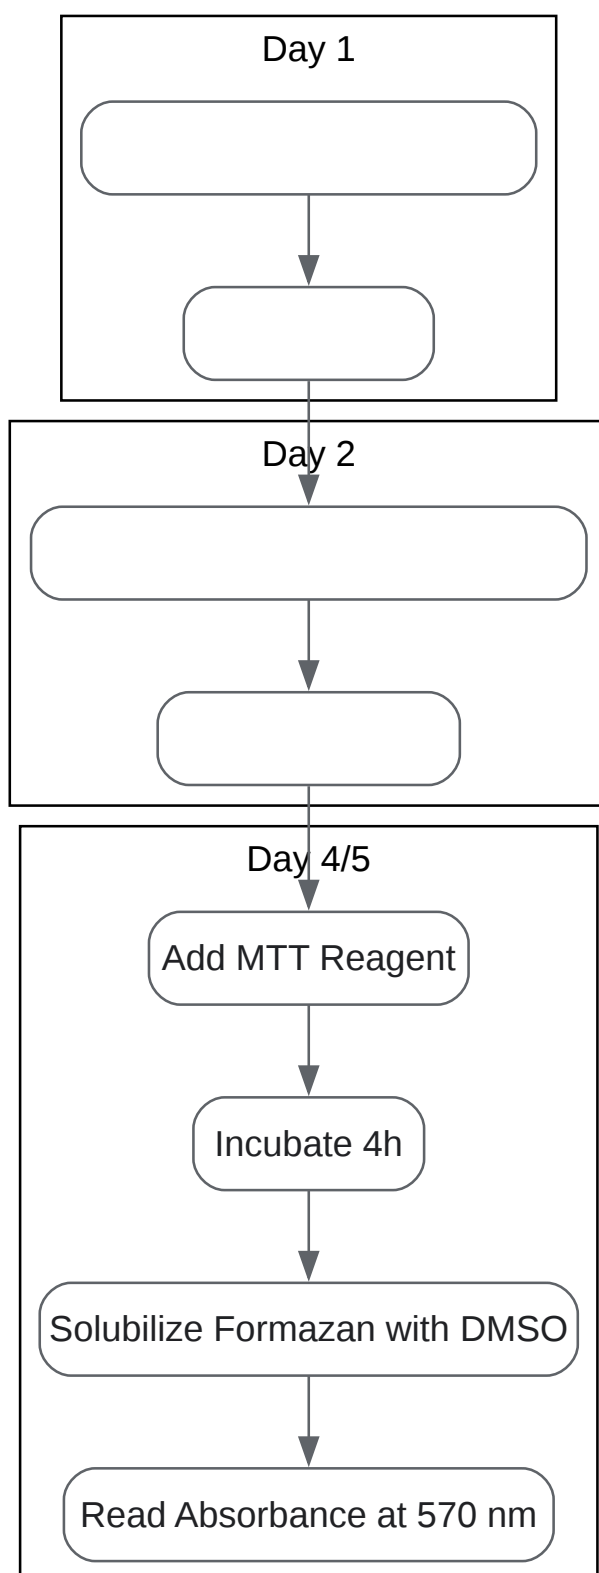 Day 1
Day 2
Day 4/5
Add MTT Reagent
Incubate 4h
Solubilize Formazan with DMSO
Read Absorbance at 570 nm